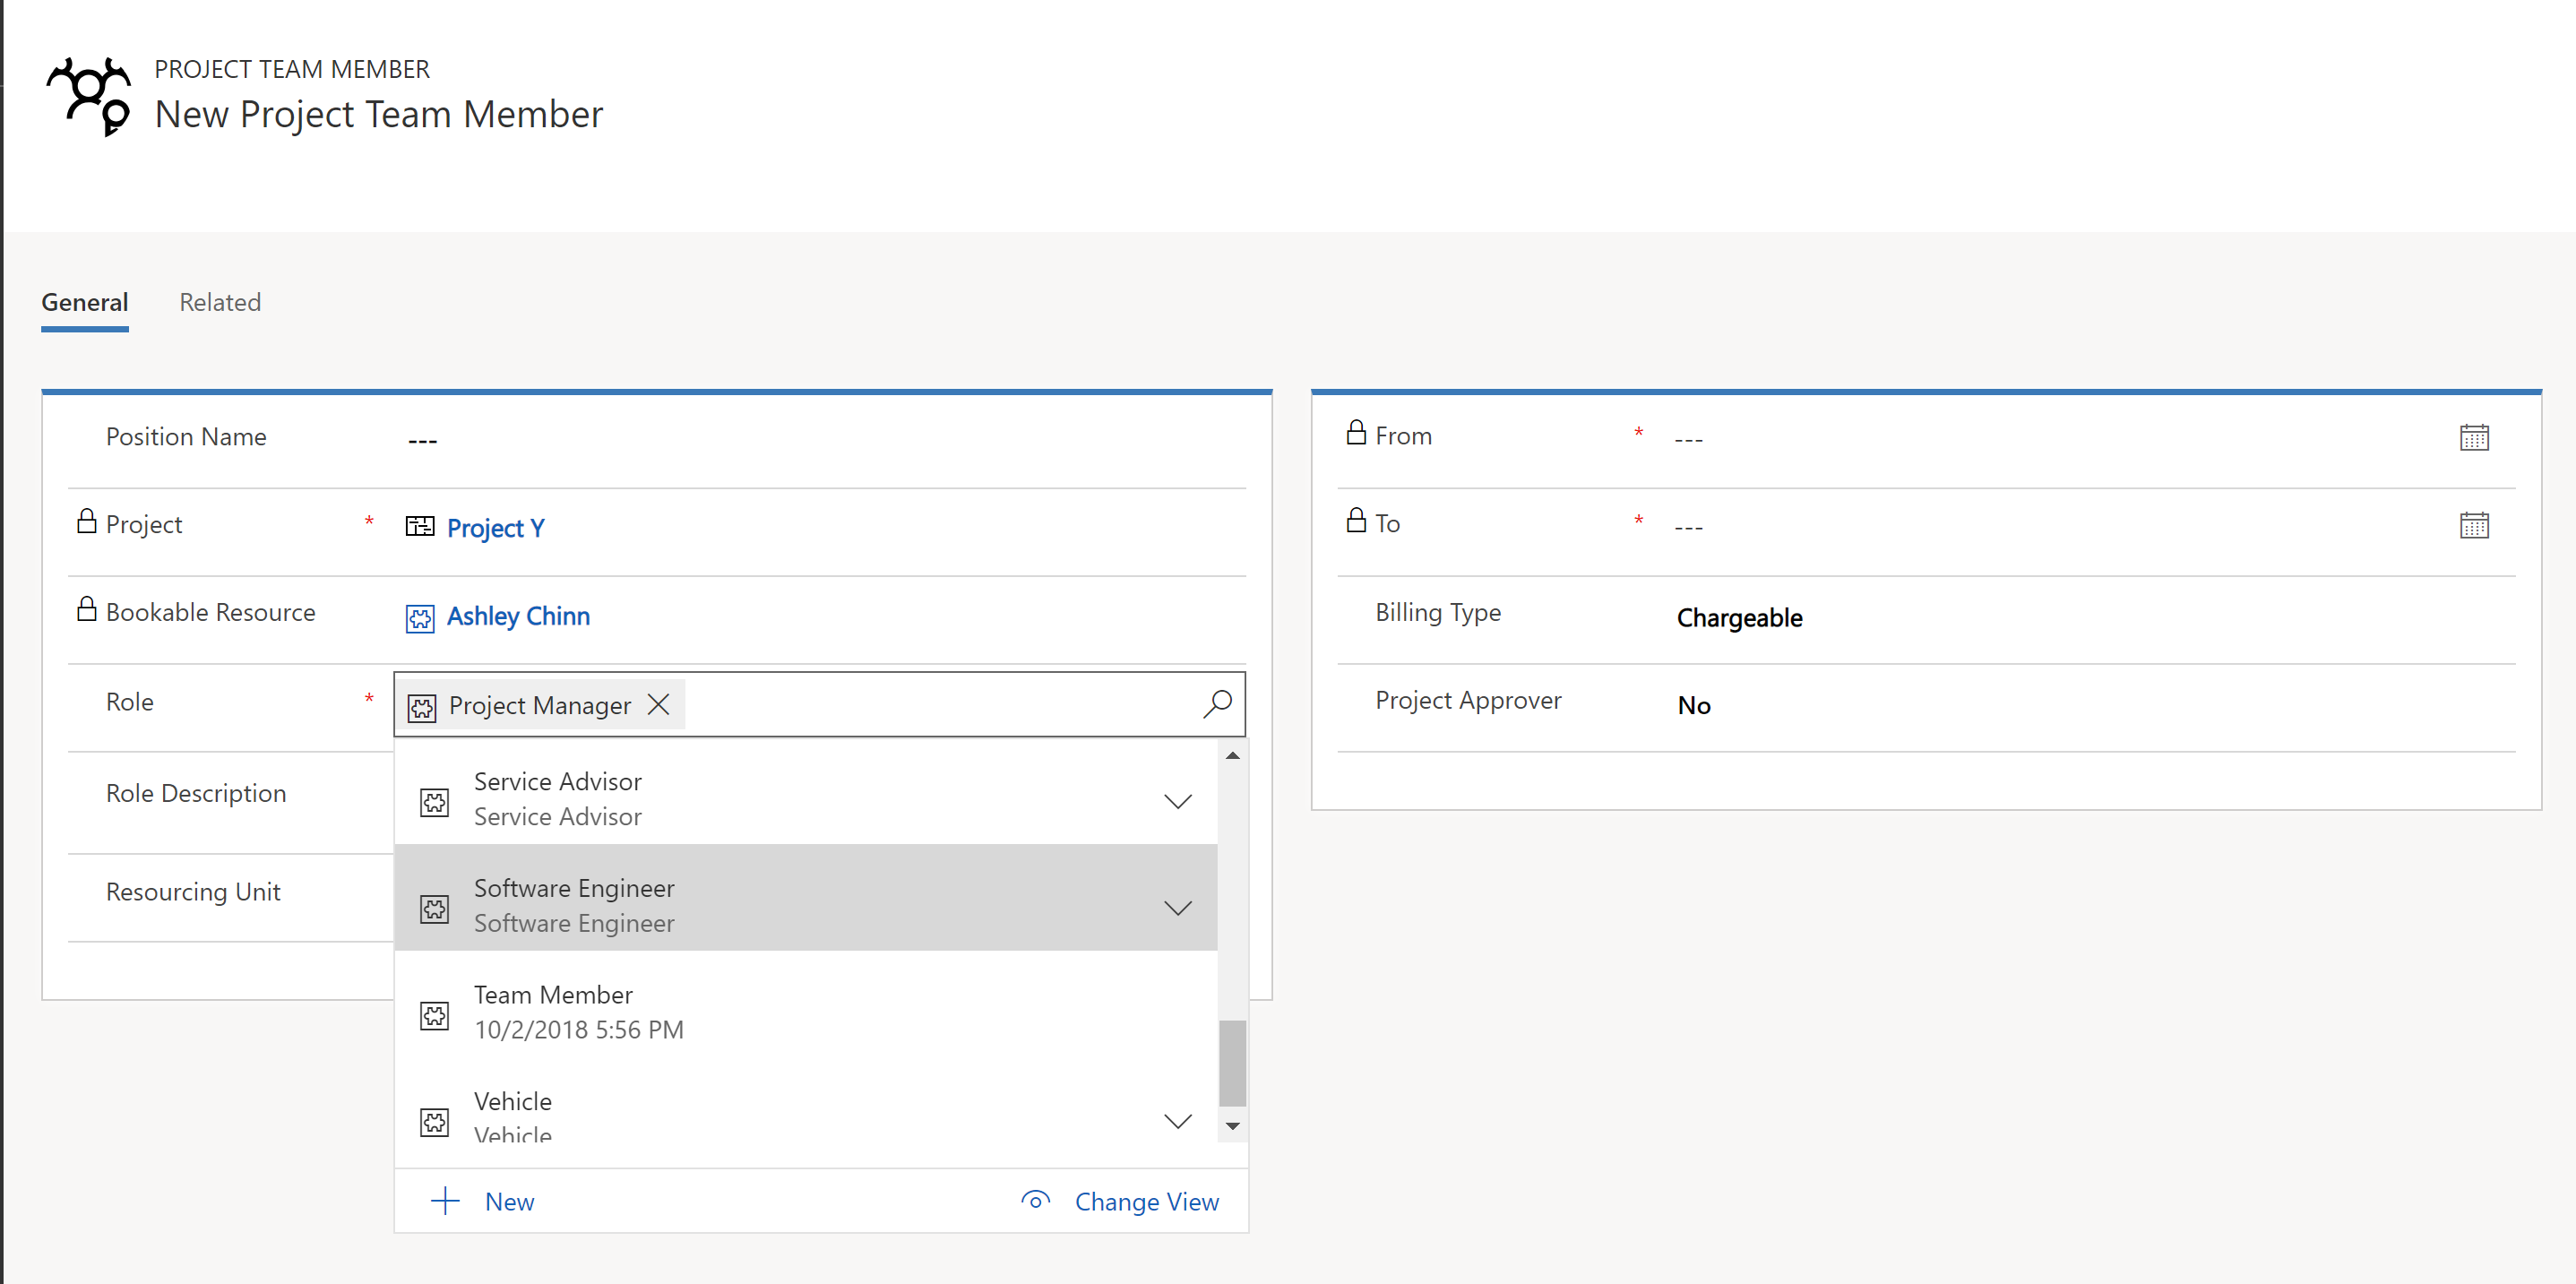 PROJECT TEAM MEMBER
New Project Team Member
General Related
Position Name ---
Project * Project Y
Bookable Resource Ashley Chinn
Role * Project Manager
Service Advisor
Service Advisor
Software Engineer
Software Engineer
Team Member
10/2/2018 5:56 PM
Vehicle
Vehicle
New Change View
Role Description
Resourcing Unit
From * ---
To * ---
Billing Type Chargeable
Project Approver No